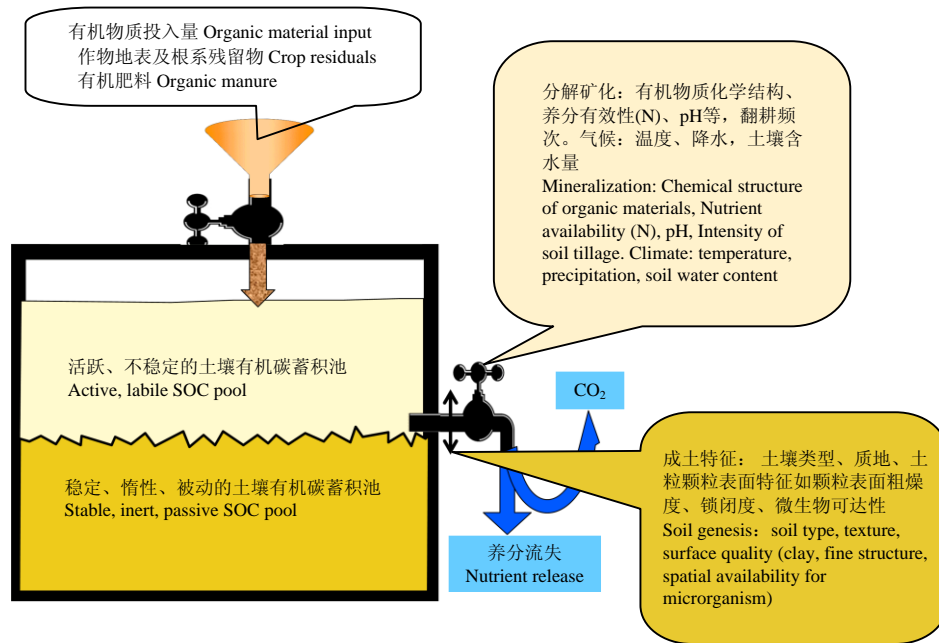 有机物质投入量 Organic material input
作物地表及根系残留物 Crop residuals
有机肥料 Organic manure
分解矿化：有机物质化学结构、
养分有效性(N)、pH等，翻耕频
次。气候：温度、降水，土壤含
水量
Mineralization: Chemical structure
of organic materials, Nutrient
availability (N), pH, Intensity of
soil tillage. Climate: temperature,
precipitation, soil water content
活跃、不稳定的土壤有机碳蓄积池
Active, labile SOC pool
CO₂
稳定、惰性、被动的土壤有机碳蓄积池
Stable, inert, passive SOC pool
养分流失
Nutrient release
成土特征： 土壤类型、质地、土
粒颗粒表面特征如颗粒表面粗燥
度、锁闭度、微生物可达性
Soil genesis：soil type, texture,
surface quality (clay, fine structure,
spatial availability for
microrganism)